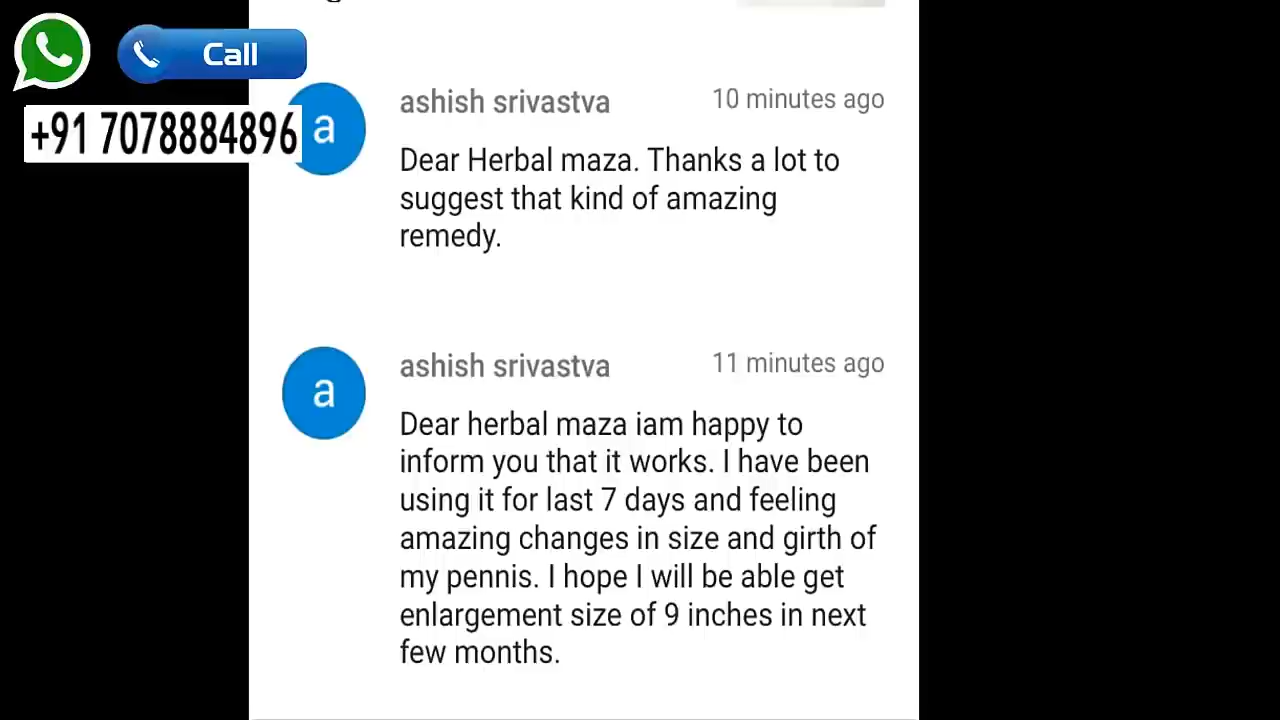 Call
+91 7078884896
a
ashish srivastva
10 minutes ago
Dear Herbal maza. Thanks a lot to
suggest that kind of amazing
remedy.
a
ashish srivastva
11 minutes ago
Dear herbal maza iam happy to
inform you that it works. I have been
using it for last 7 days and feeling
amazing changes in size and girth of
my pennis. I hope I will be able get
enlargement size of 9 inches in next
few months.